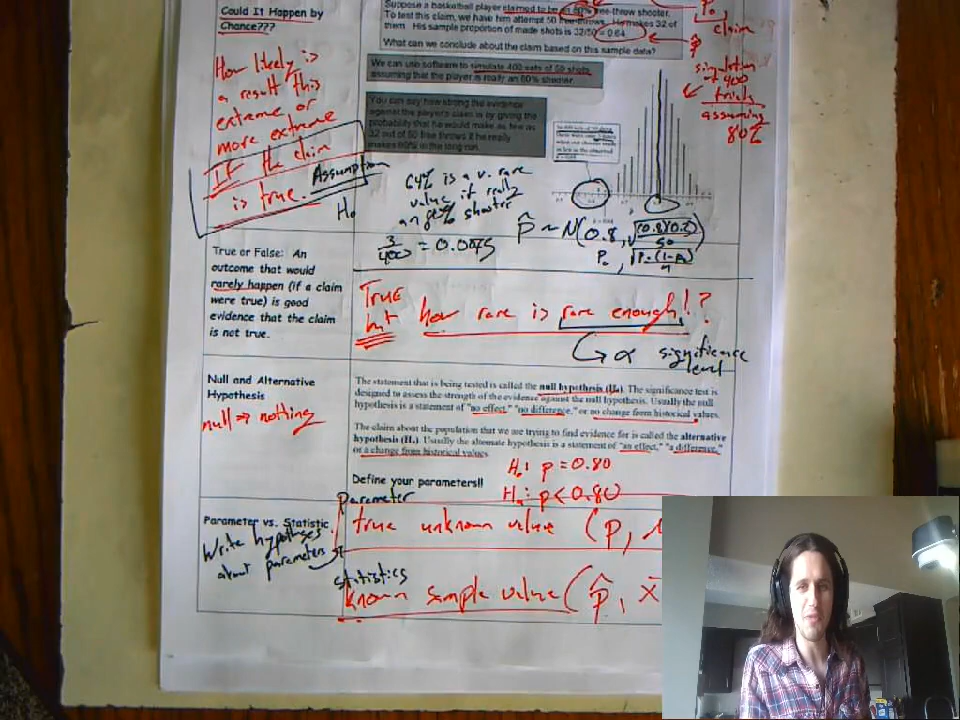 Could It Happen by
Chance???
How likely is
a result this
extreme or
more extreme
If the claim
is true.
Assumption
H₀
Suppose a basketball player claimed to be an 80% free-throw shooter.
To test this claim, we have him attempt 50 free-throws. He makes 32 of
them. His sample proportion of made shots is 32/50 = 0.64.
What can we conclude about the claim based on this sample data?
P₀
claim
p̂
We can use software to simulate 400 sets of 50 shots
assuming that the player is really an 80% shooter.
simulation
of 400
trials
assuming
80%
You can say how strong the evidence
against the player's claim is by giving the
probability that he would make as few as
32 out of 50 free throws if he really
makes 80% in the long run.
64% is a v. rare
value if really
an 80% shooter
3/400 = 0.0075
p̂ ~ N(0.8, √((0.8)(0.2)/50))
P₀, √(P₀(1-P₀)/n)
True or False: An
outcome that would
rarely happen (if a claim
were true) is good
evidence that the claim
is not true.
True
but
how rare is rare enough!?
α significance
level
Null and Alternative
Hypothesis
null ⇒ nothing
The statement that is being tested is called the null hypothesis (H₀). The significance test is
designed to assess the strength of the evidence against the null hypothesis. Usually the null
hypothesis is a statement of "no effect," "no difference," or no change from historical values.
The claim about the population that we are trying to find evidence for is called the alternative
hypothesis (Hₐ). Usually the alternate hypothesis is a statement of "an effect," "a difference,"
or a change from historical values.
H₀: p = 0.80
Hₐ: p < 0.80
Define your parameters!!
Parameter vs. Statistic
Write hypotheses
about parameters
Parameter
true unknown value (p,
statistics
known sample value (p̂, x̄